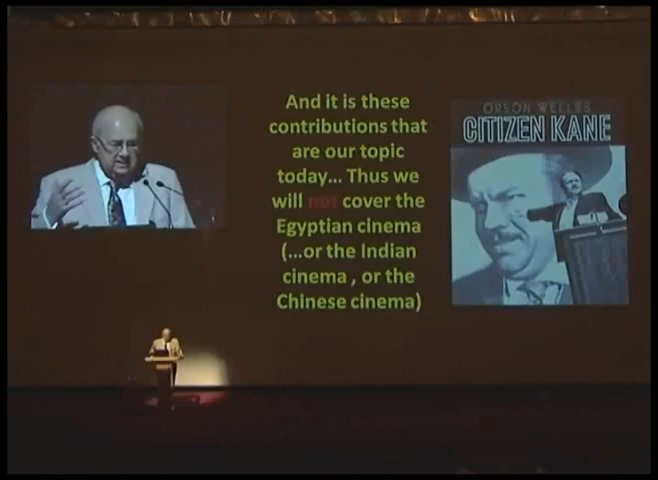 And it is these
contributions that
are our topic
today... Thus we
will not cover the
Egyptian cinema
(...or the Indian
cinema , or the
Chinese cinema)
ORSON WELLES
CITIZEN KANE